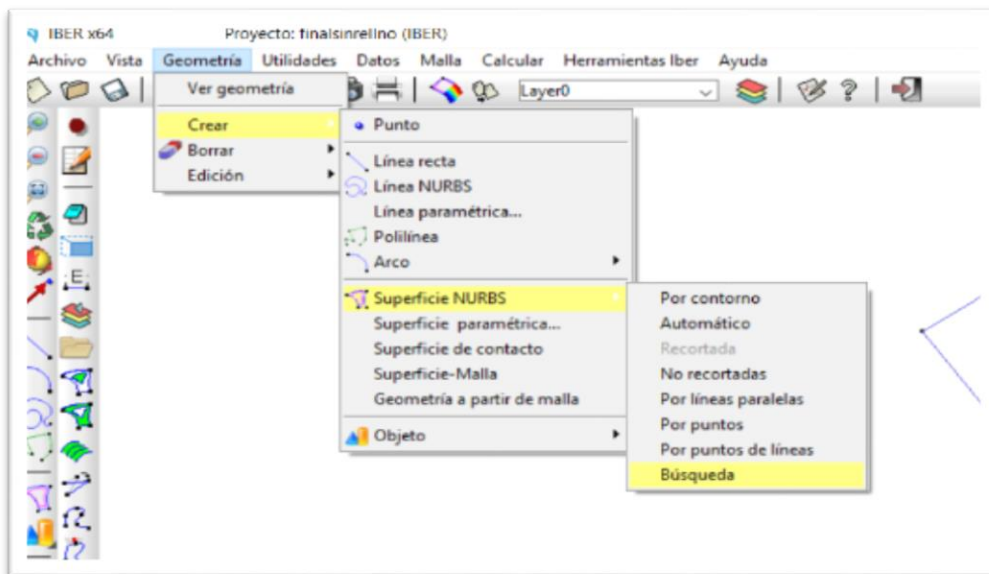 IBER x64 Proyecto: finalsinrellno (IBER)
Archivo Vista Geometría Utilidades Datos Malla Calcular Herramientas Iber Ayuda
Ver geometría
Layer0
Crear
Borrar
Edición
Punto
Línea recta
Línea NURBS
Línea paramétrica...
Polilínea
Arco
Superficie NURBS
Superficie paramétrica...
Superficie de contacto
Superficie-Malla
Geometría a partir de malla
Objeto
Por contorno
Automático
Recortada
No recortadas
Por líneas paralelas
Por puntos
Por puntos de líneas
Búsqueda
E